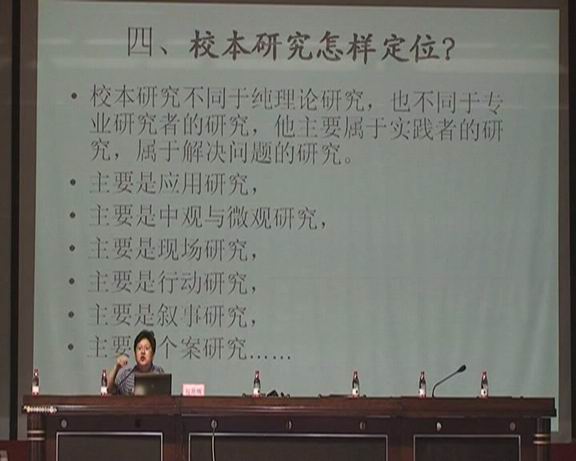 四、校本研究怎样定位?
• 校本研究不同于纯理论研究，也不同于专
业研究者的研究，他主要属于实践者的研
究，属于解决问题的研究。
• 主要是应用研究，
• 主要是中观与微观研究，
• 主要是现场研究，
• 主要是行动研究，
• 主要是叙事研究，
• 主要 个案研究……